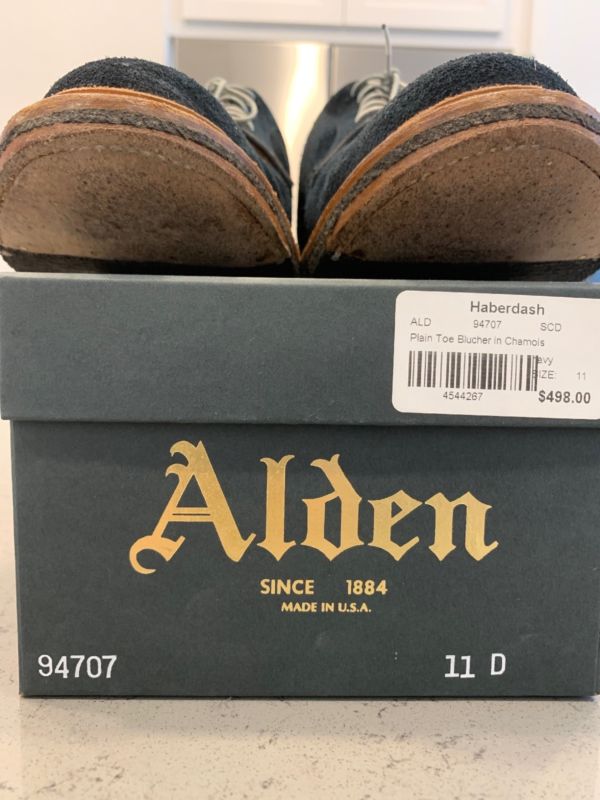 Haberdash
ALD 94707 SCD
Plain Toe Blucher in Chamois
avy
SIZE: 11
4544267 $498.00
Alden
SINCE 1884
MADE IN U.S.A.
94707 11 D